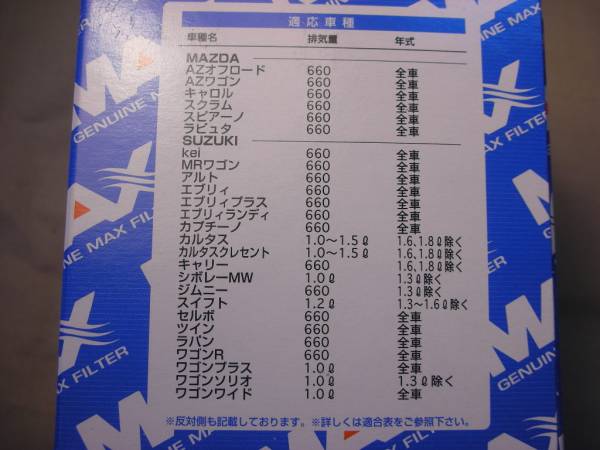 適応車種
車種名 排気量 年式
MAZDA
AZオフロード 660 全車
AZワゴン 660 全車
キャロル 660 全車
スクラム 660 全車
スピアーノ 660 全車
ラピュタ 660 全車
SUZUKI
kei 660 全車
MRワゴン 660 全車
アルト 660 全車
エブリィ 660 全車
エブリィプラス 660 全車
エブリィランディ 660 全車
カプチーノ 660 全車
カルタス 1.0〜1.5ℓ 1.6、1.8ℓ除く
カルタスクレセント 1.0〜1.5ℓ 1.6、1.8ℓ除く
キャリー 660 1.6、1.8ℓ除く
シボレーMW 1.0ℓ 1.3ℓ除く
ジムニー 660 1.3ℓ除く
スイフト 1.2ℓ 1.3〜1.6ℓ除く
セルボ 660 全車
ツイン 660 全車
ラパン 660 全車
ワゴンR 660 全車
ワゴンプラス 1.0ℓ 全車
ワゴンソリオ 1.0ℓ 1.3ℓ除く
ワゴンワイド 1.0ℓ 全車
※反対側も記載しております。※詳しくは適合表をご参照下さい。
GENUINE MAX FILTER
MAX FILTER
INE MAX FIL
MAX FILTER
GENUINE MAX
GENUINE MAX F